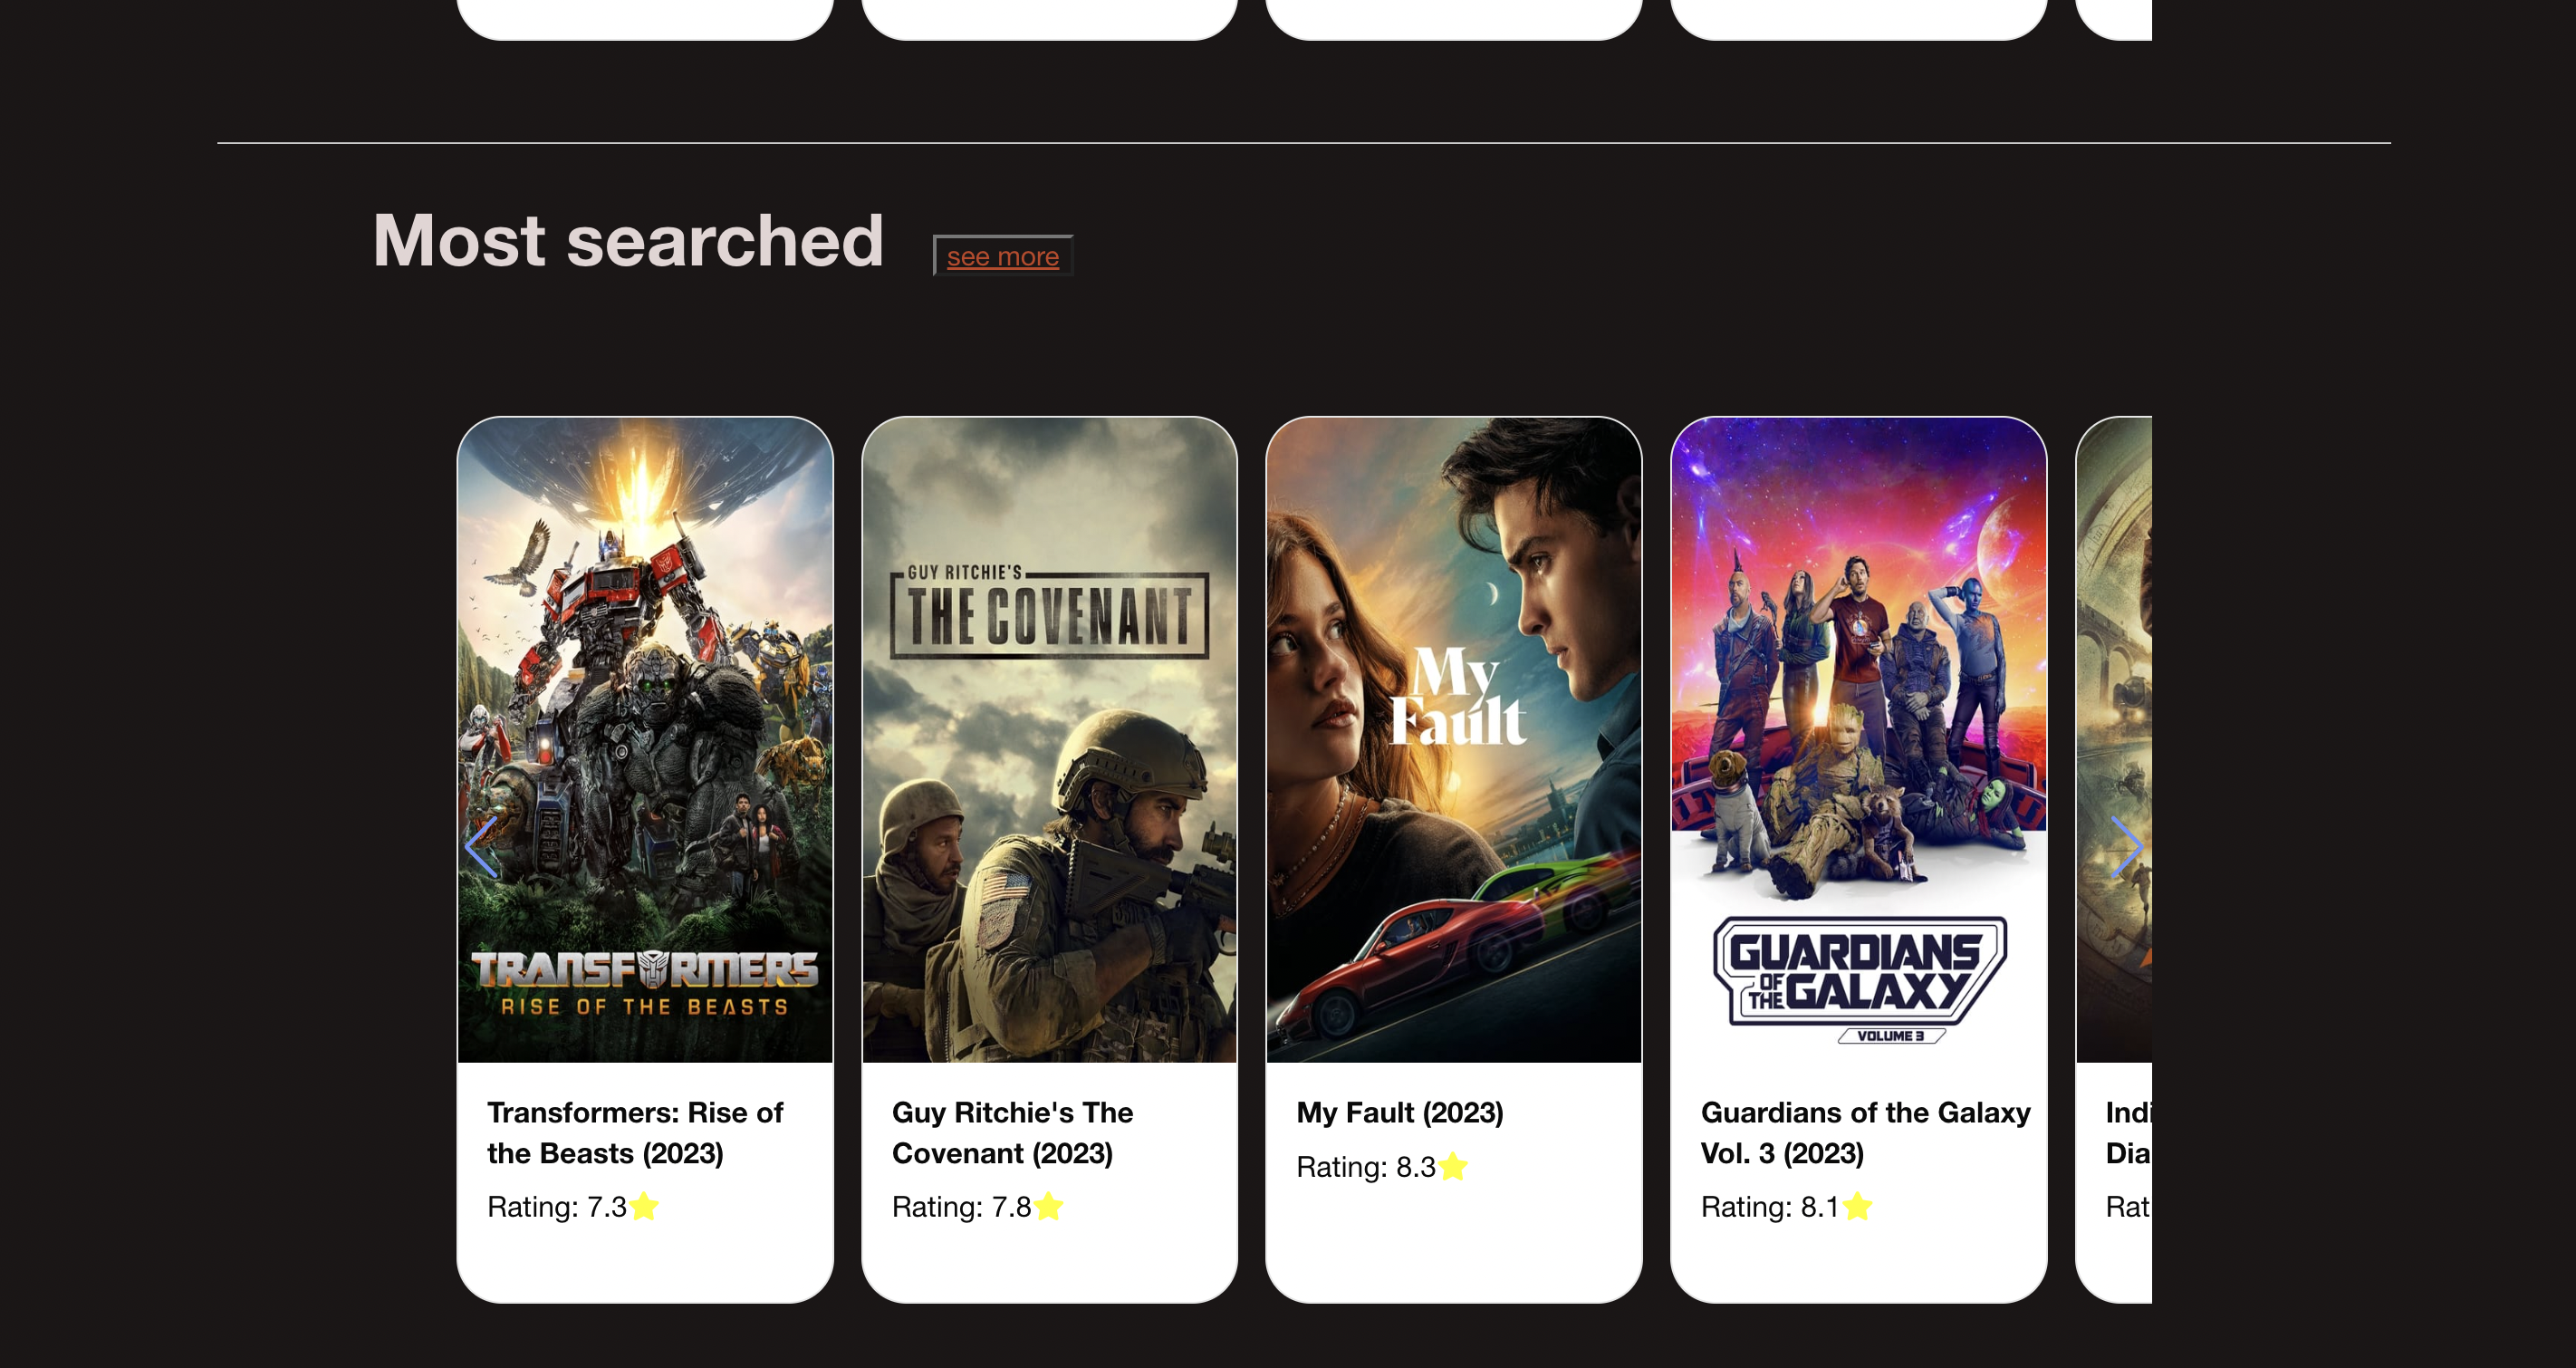 Most searched see more
GUY RITCHIE'S
THE COVENANT
My
Fault
TRANSFORMERS
RISE OF THE BEASTS
GUARDIANS
OF
THE GALAXY
VOLUME 3
Transformers: Rise of
the Beasts (2023)
Rating: 7.3
Guy Ritchie's The
Covenant (2023)
Rating: 7.8
My Fault (2023)
Rating: 8.3
Guardians of the Galaxy
Vol. 3 (2023)
Rating: 8.1
Indi
Dia
Rat